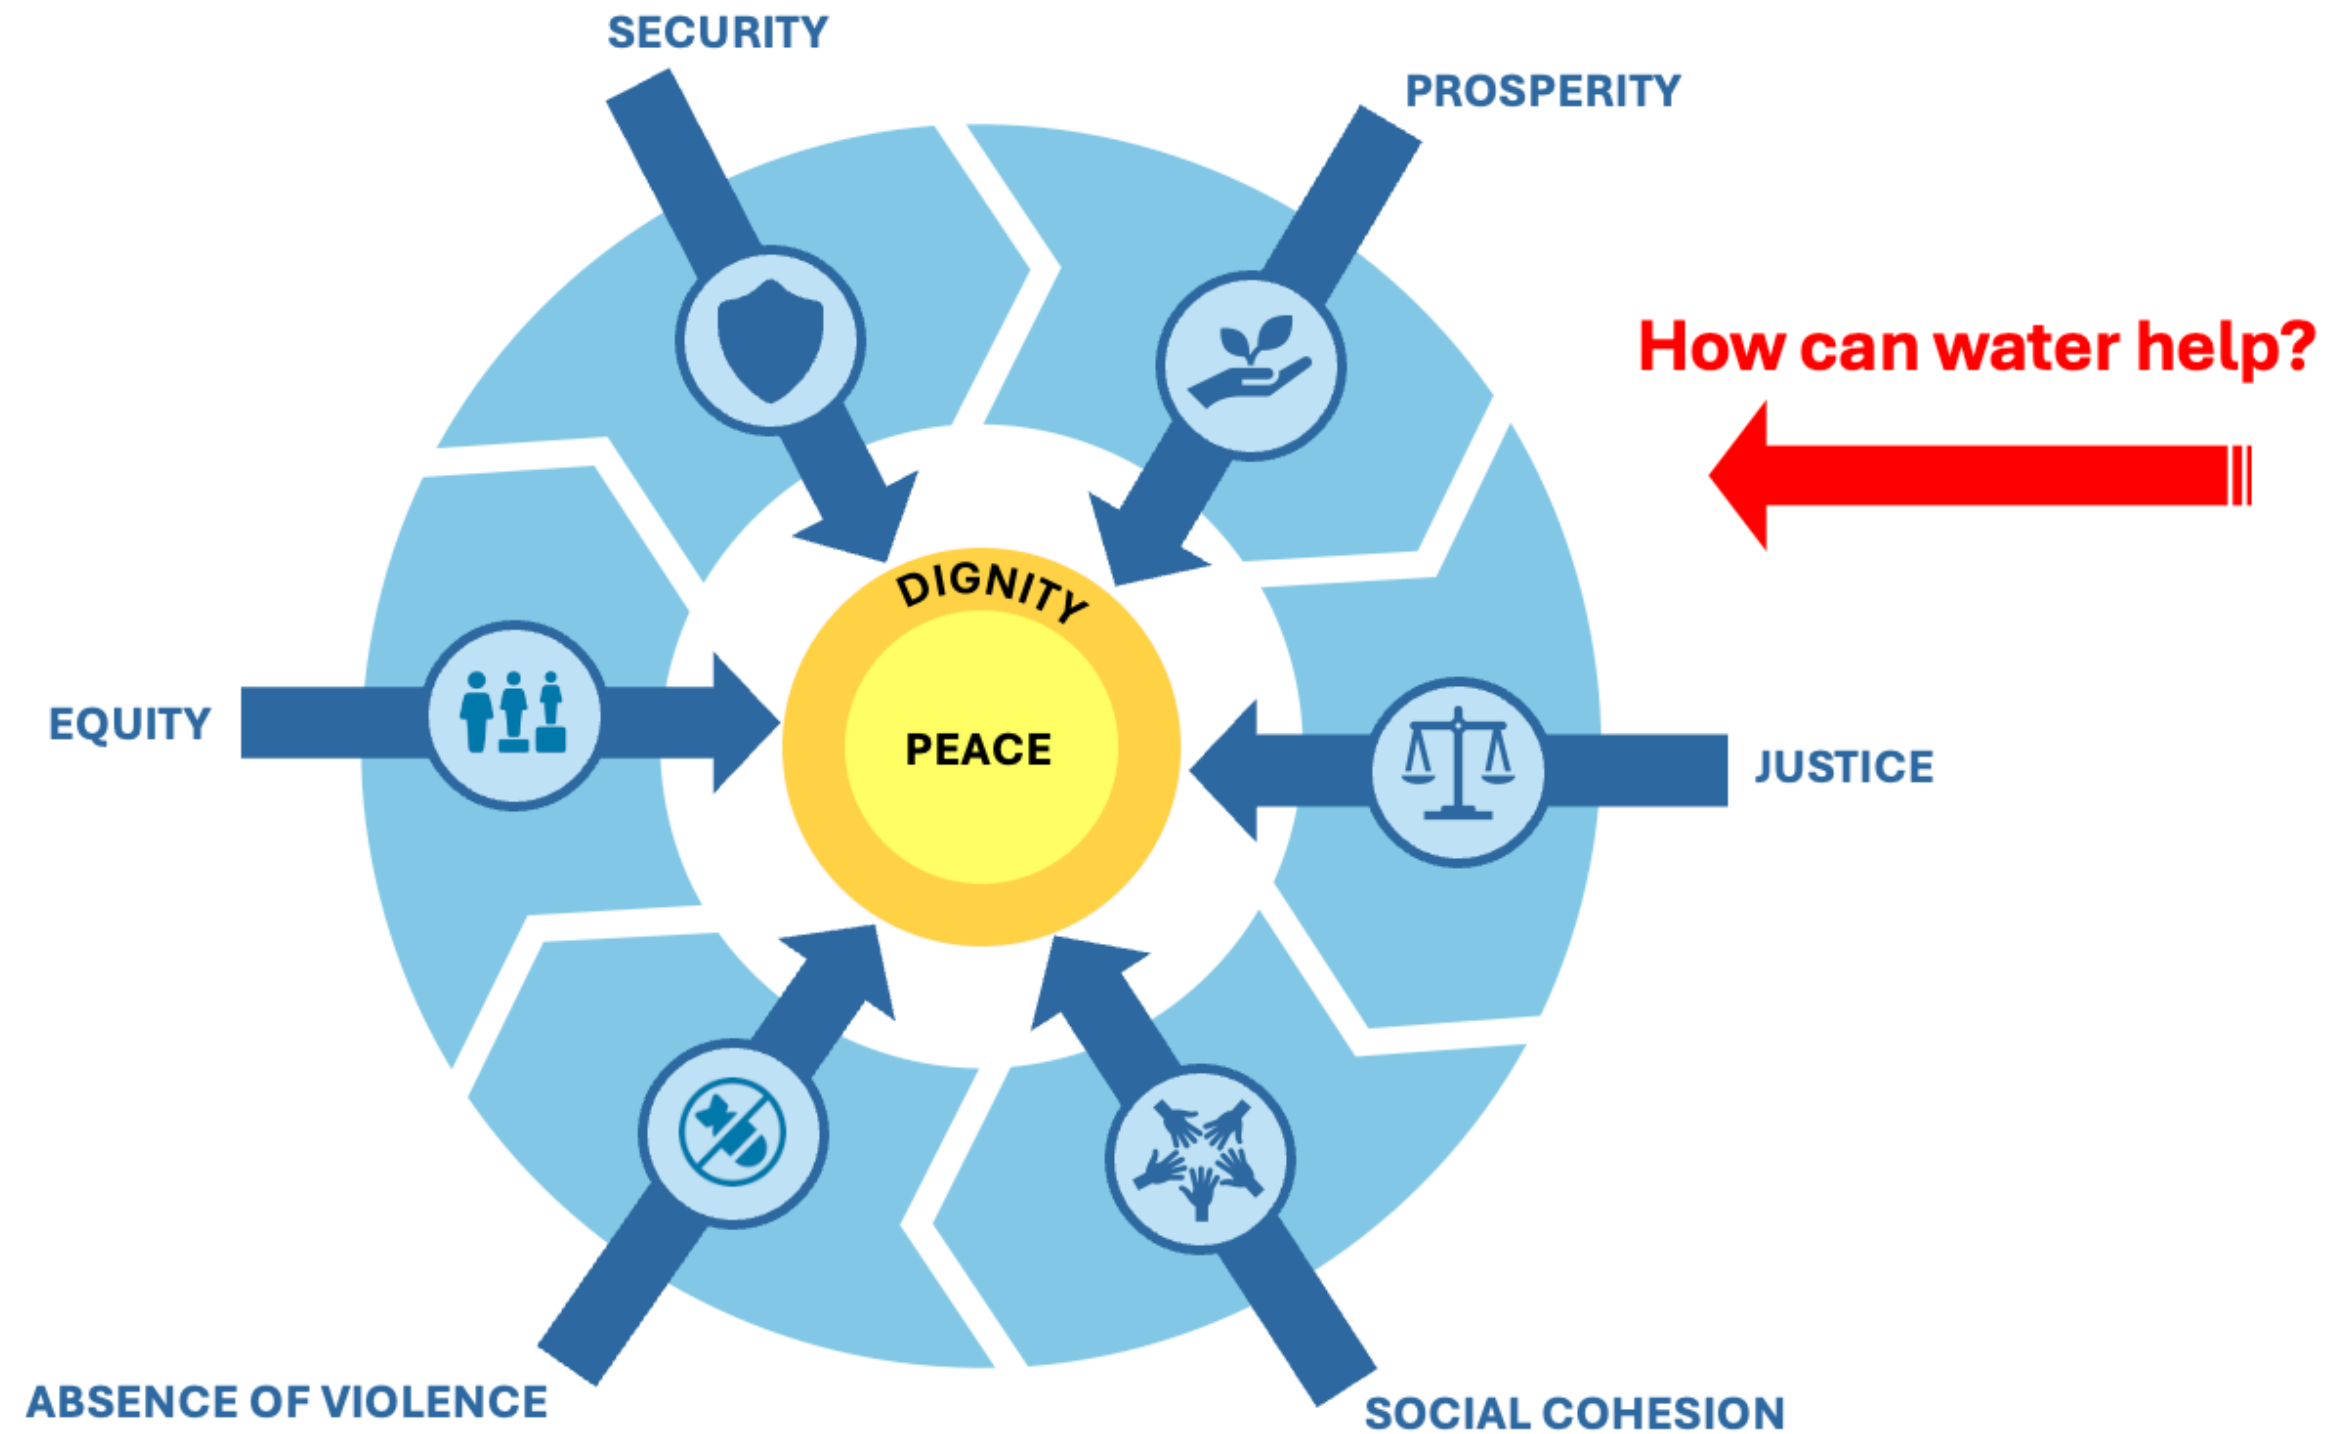 SECURITY
PROSPERITY
How can water help?
DIGNITY
PEACE
EQUITY
JUSTICE
ABSENCE OF VIOLENCE
SOCIAL COHESION